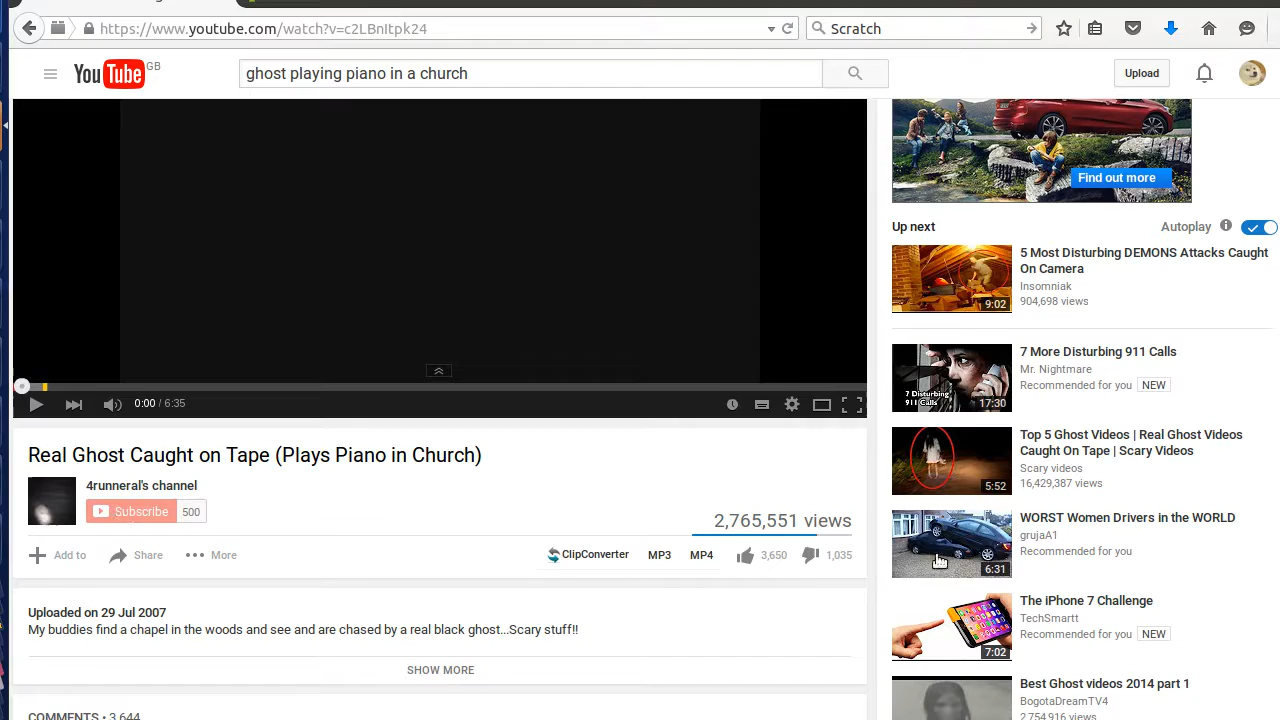 https://www.youtube.com/watch?v=c2LBnItpk24
Scratch
YouTube GB
ghost playing piano in a church
Upload
Find out more
Up next
Autoplay
5 Most Disturbing DEMONS Attacks Caught
On Camera
Insomniak
904,698 views
9:02
7 More Disturbing 911 Calls
Mr. Nightmare
Recommended for you NEW
7 Disturbing
911 Calls
17:30
Top 5 Ghost Videos | Real Ghost Videos
Caught On Tape | Scary Videos
Scary videos
16,429,387 views
5:52
WORST Women Drivers in the WORLD
grujaA1
Recommended for you
6:31
The iPhone 7 Challenge
TechSmartt
Recommended for you NEW
7:02
Best Ghost videos 2014 part 1
BogotaDreamTV4
2,754,916 views
0:00 / 6:35
Real Ghost Caught on Tape (Plays Piano in Church)
4runneral's channel
Subscribe 500
2,765,551 views
Add to Share More
ClipConverter MP3 MP4 3,650 1,035
Uploaded on 29 Jul 2007
My buddies find a chapel in the woods and see and are chased by a real black ghost...Scary stuff!!
SHOW MORE
COMMENTS • 3,644